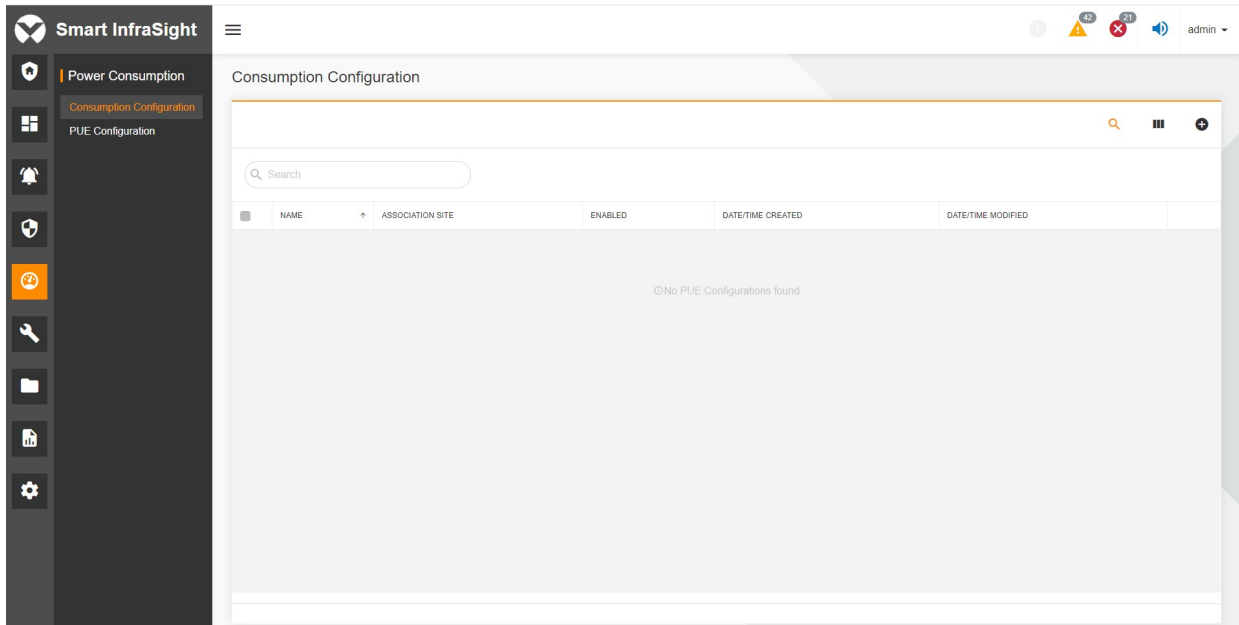 Smart InfraSight
42
21
admin
Power Consumption
Consumption Configuration
PUE Configuration
Consumption Configuration
Search
NAME
ASSOCIATION SITE
ENABLED
DATE/TIME CREATED
DATE/TIME MODIFIED
No PUE Configurations found